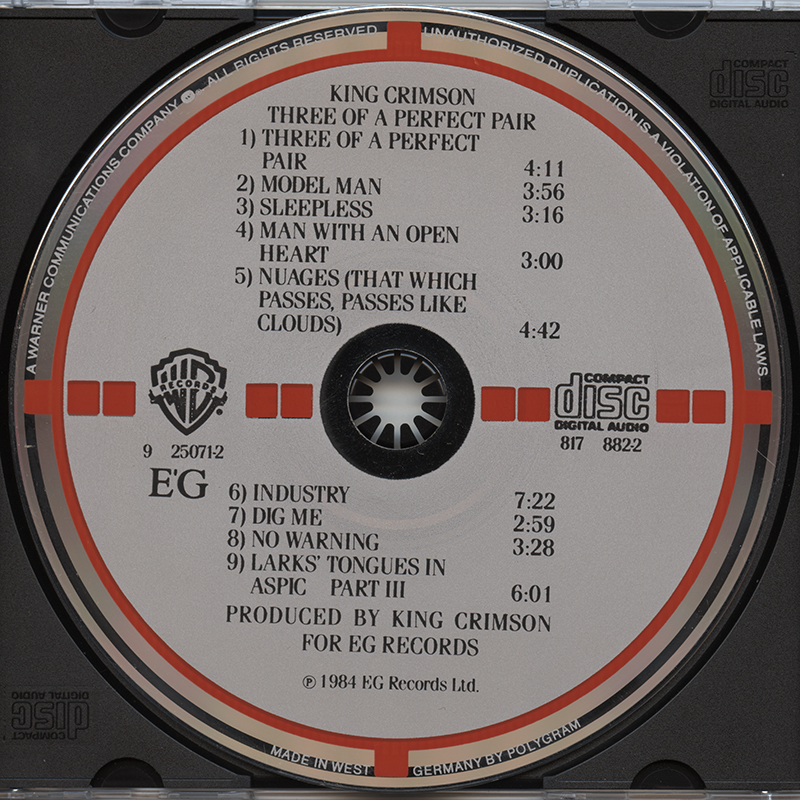 A WARNER COMMUNICATIONS COMPANY ℗ - ALL RIGHTS RESERVED
UNAUTHORIZED DUPLICATION IS A VIOLATION OF APPLICABLE LAWS.
COMPACT
disc
DIGITAL AUDIO
KING CRIMSON
THREE OF A PERFECT PAIR
1) THREE OF A PERFECT
PAIR 4:11
2) MODEL MAN 3:56
3) SLEEPLESS 3:16
4) MAN WITH AN OPEN
HEART 3:00
5) NUAGES (THAT WHICH
PASSES, PASSES LIKE
CLOUDS) 4:42
RECORDS
COMPACT
disc
DIGITAL AUDIO
9 25071-2
817 882-2
E'G
6) INDUSTRY 7:22
7) DIG ME 2:59
8) NO WARNING 3:28
9) LARKS' TONGUES IN
ASPIC PART III 6:01
PRODUCED BY KING CRIMSON
FOR EG RECORDS
℗ 1984 EG Records Ltd.
COMPACT
disc
DIGITAL AUDIO
MADE IN WEST GERMANY BY POLYGRAM